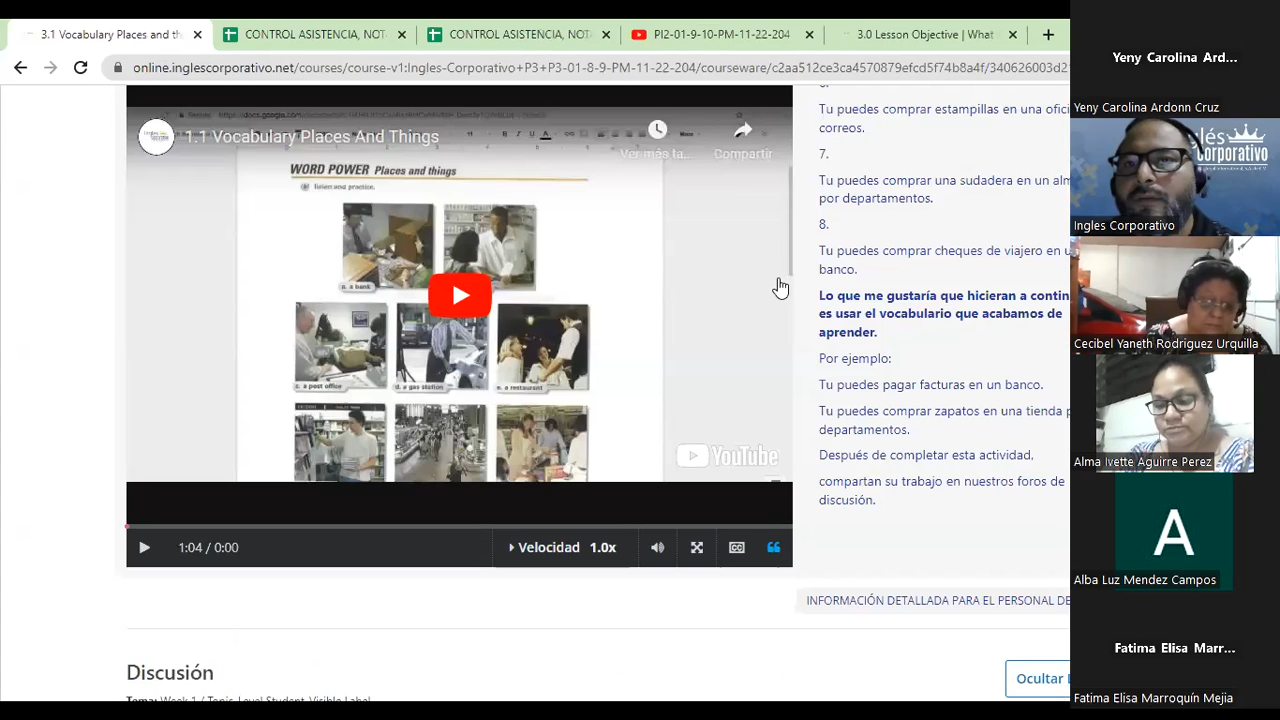 3.1 Vocabulary Places and th
CONTROL ASISTENCIA, NOT
CONTROL ASISTENCIA, NOT
PI2-01-9-10-PM-11-22-204
3.0 Lesson Objective | What
online.inglescorporativo.net/courses/course-v1:Ingles-Corporativo+P3+P3-01-8-9-PM-11-22-204/courseware/c2aa512ce3ca4570879efcd5f74b8a4f/340626003d2
1.1 Vocabulary Places And Things
Ver más ta...
Compartir
WORD POWER Places and things
Listen and practice.
a. a bank
c. a post office
d. a gas station
e. a restaurant
YouTube
1:04 / 0:00
Velocidad 1.0x
Tu puedes comprar estampillas en una ofic
correos.
7.
Tu puedes comprar una sudadera en un alm
por departamentos.
8.
Tu puedes comprar cheques de viajero en u
banco.
Lo que me gustaría que hicieran a contin
es usar el vocabulario que acabamos de
aprender.
Por ejemplo:
Tu puedes pagar facturas en un banco.
Tu puedes comprar zapatos en una tienda p
departamentos.
Después de completar esta actividad,
compartan su trabajo en nuestros foros de
discusión.
INFORMACIÓN DETALLADA PARA EL PERSONAL DE
Discusión
Ocultar
Tema: Week 1 / Topic-Level Student-Visible Label
Yeny Carolina Ard...
Yeny Carolina Ardonn Cruz
Inglés
Corporativo
Ingles Corporativo
Cecibel Yaneth Rodriguez Urquilla
Alma Ivette Aguirre Perez
A
Alba Luz Mendez Campos
Fatima Elisa Marr...
Fatima Elisa Marroquín Mejia